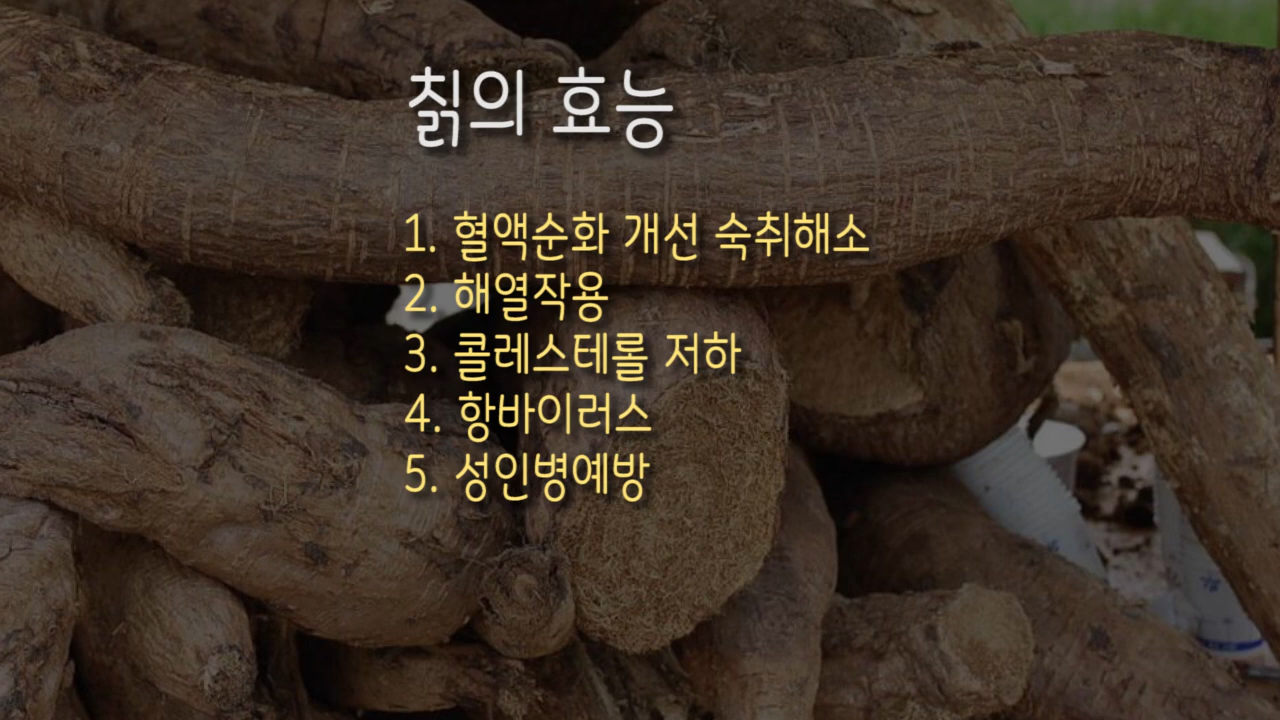 칡의 효능
1. 혈액순화 개선 숙취해소
2. 해열작용
3. 콜레스테롤 저하
4. 항바이러스
5. 성인병예방